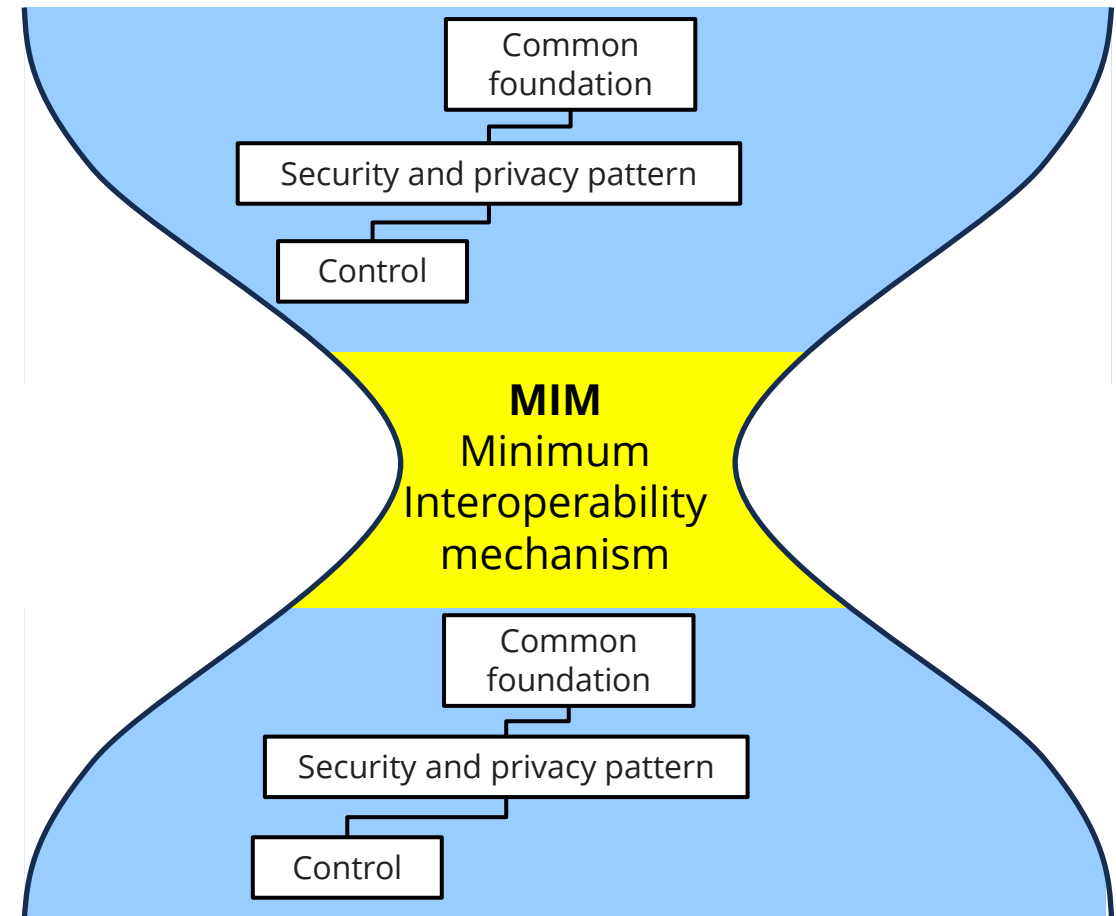 Common
foundation
Security and privacy pattern
Control
MIM
Minimum
Interoperability
mechanism
Common
foundation
Security and privacy pattern
Control